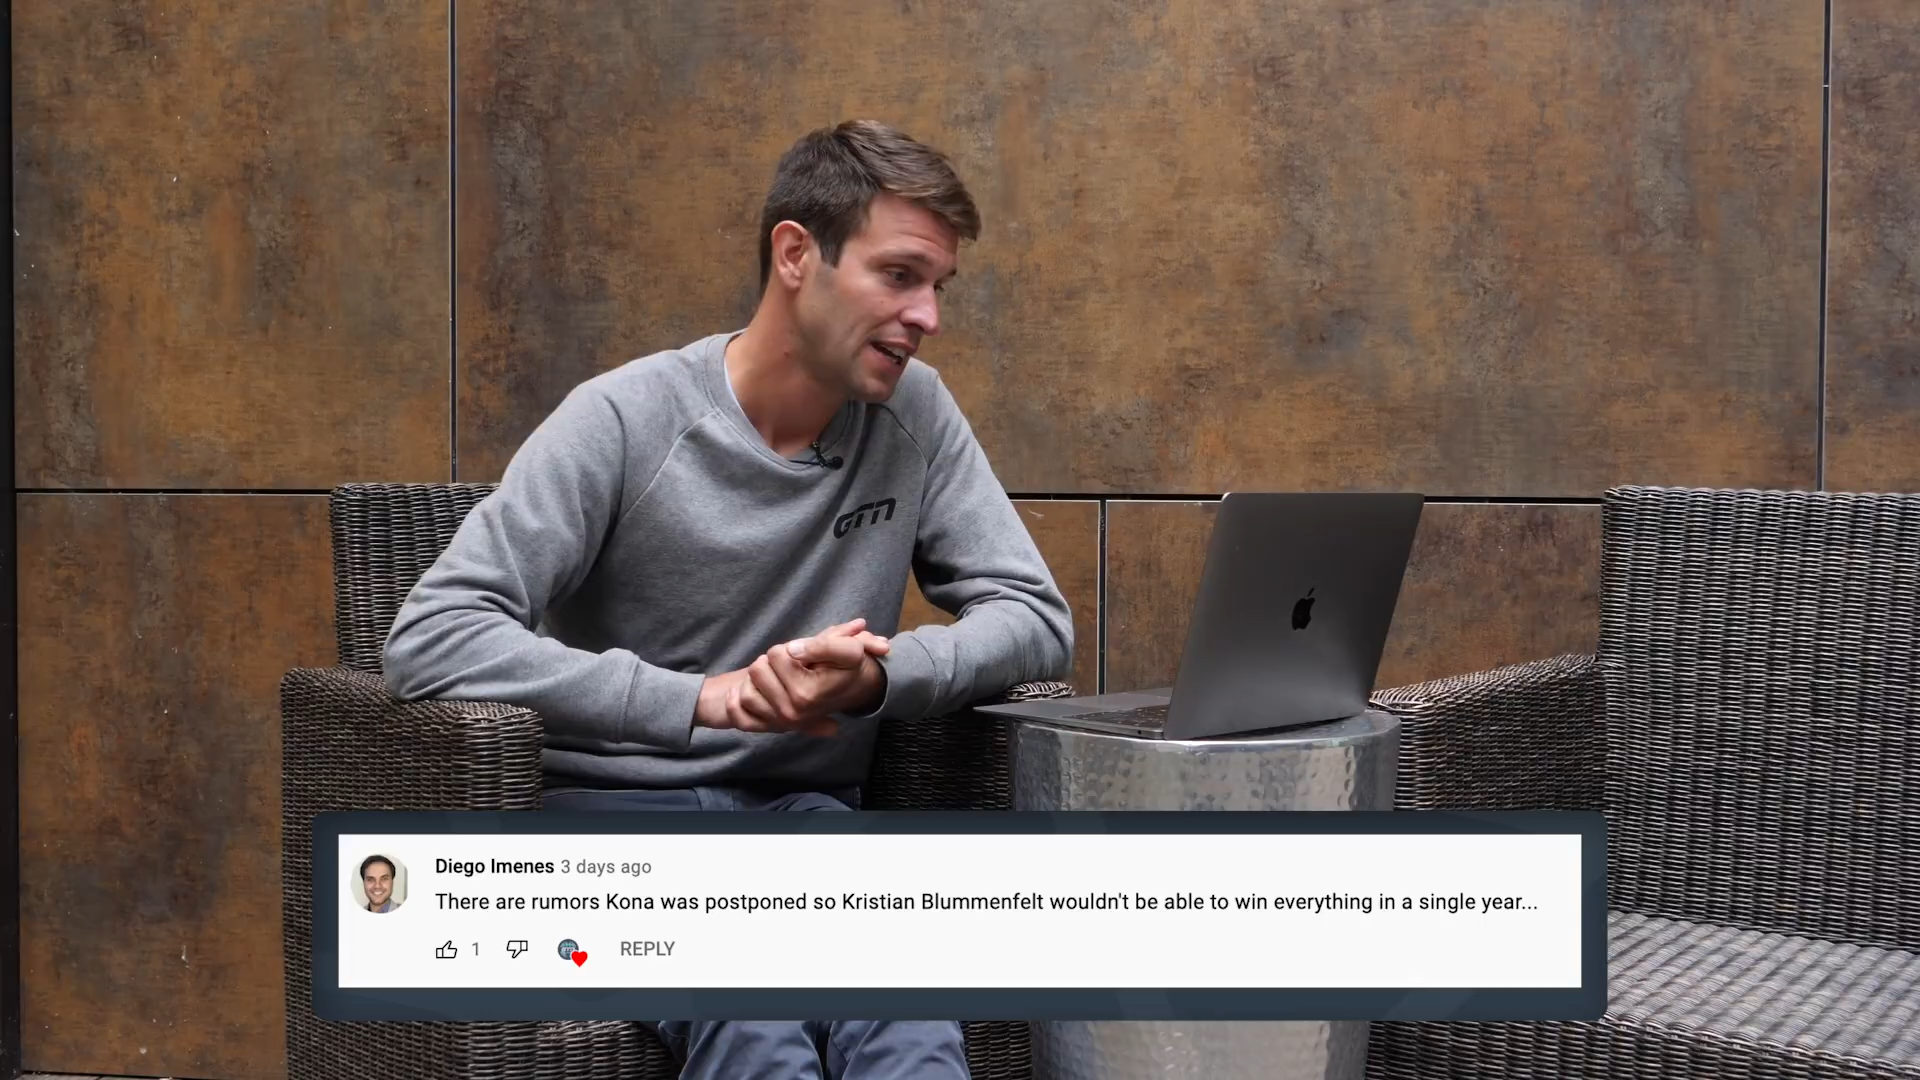 GTN
Diego Imenes 3 days ago
There are rumors Kona was postponed so Kristian Blummenfelt wouldn't be able to win everything in a single year...
1
REPLY